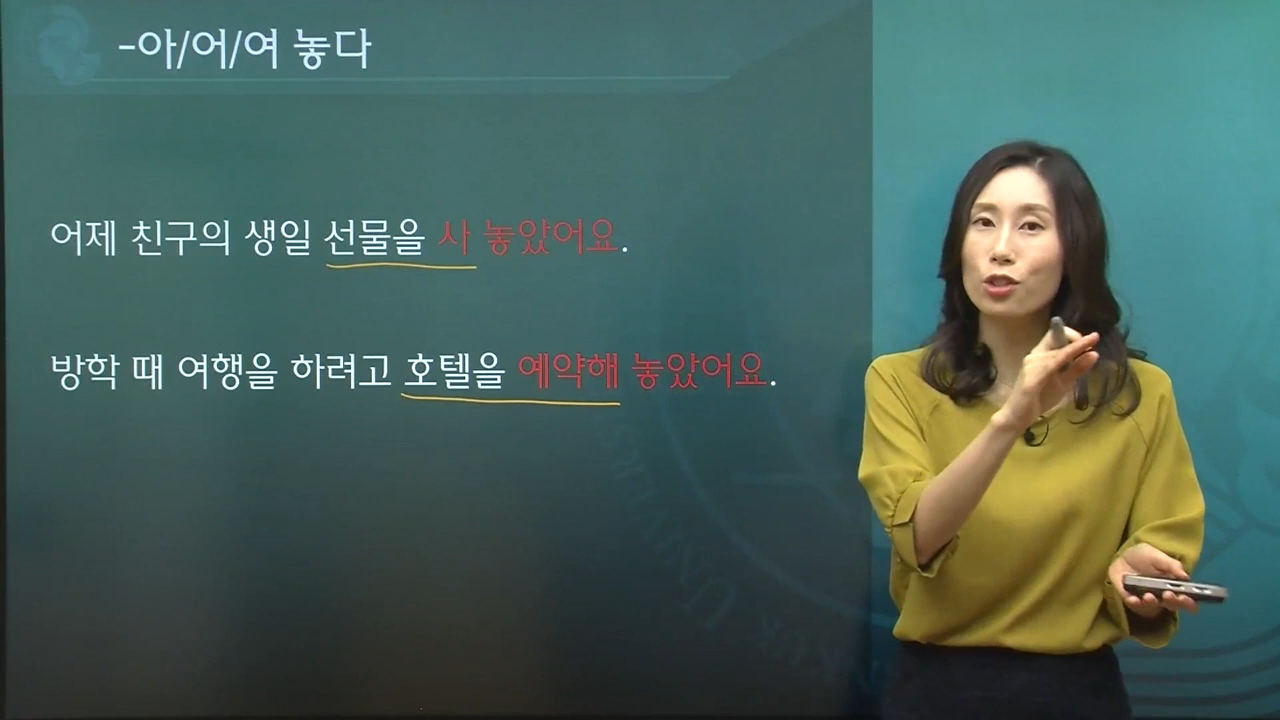 -아/어/여 놓다
어제 친구의 생일 선물을 사 놓았어요.
방학 때 여행을 하려고 호텔을 예약해 놓았어요.